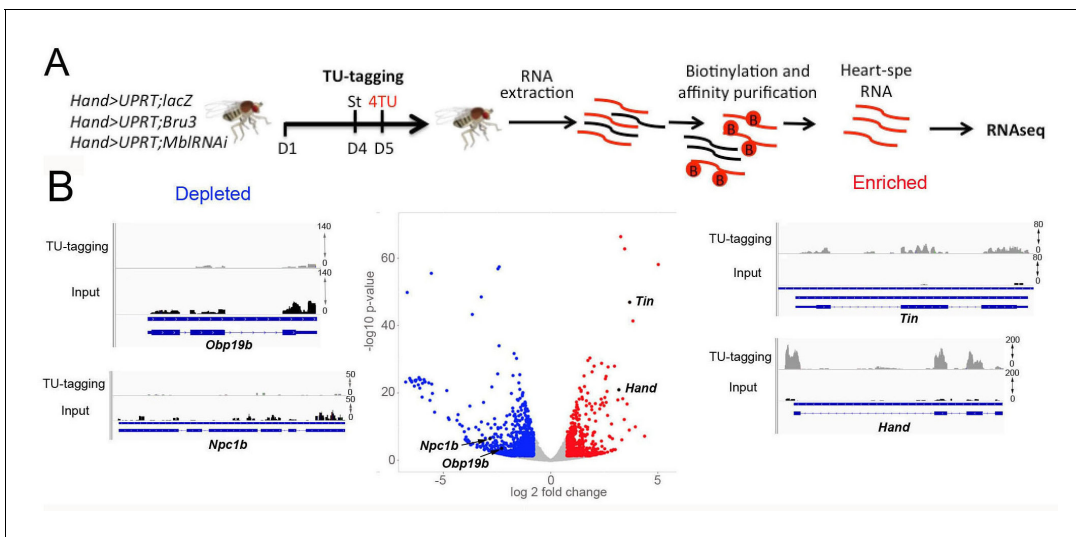 A
Hand>UPRT;lacZ
Hand>UPRT;Bru3
Hand>UPRT;MblRNAi
TU-tagging
St 4TU
D1 D4 D5
RNA
extraction
Biotinylation and
affinity purification
B
B
B
B
Heart-spe
RNA
RNAseq
B
Depleted
Enriched
TU-tagging
140
0
Input
140
0
Obp19b
TU-tagging
50
0
Input
50
0
Npc1b
-log10 p-value
60
40
20
0
Tin
Hand
Npc1b
Obp19b
-5 0 5
log 2 fold change
TU-tagging
80
0
Input
80
0
Tin
TU-tagging
200
0
Input
200
0
Hand